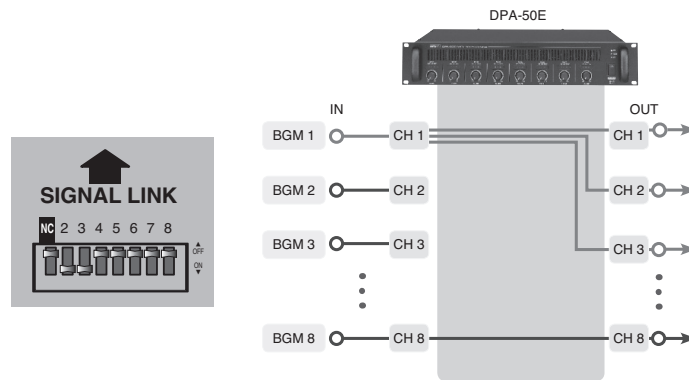 DPA-50E
IN
OUT
BGM 1 CH 1 CH 1
BGM 2 CH 2 CH 2
BGM 3 CH 3 CH 3
BGM 8 CH 8 CH 8
SIGNAL LINK
NC 2 3 4 5 6 7 8
OFF
ON